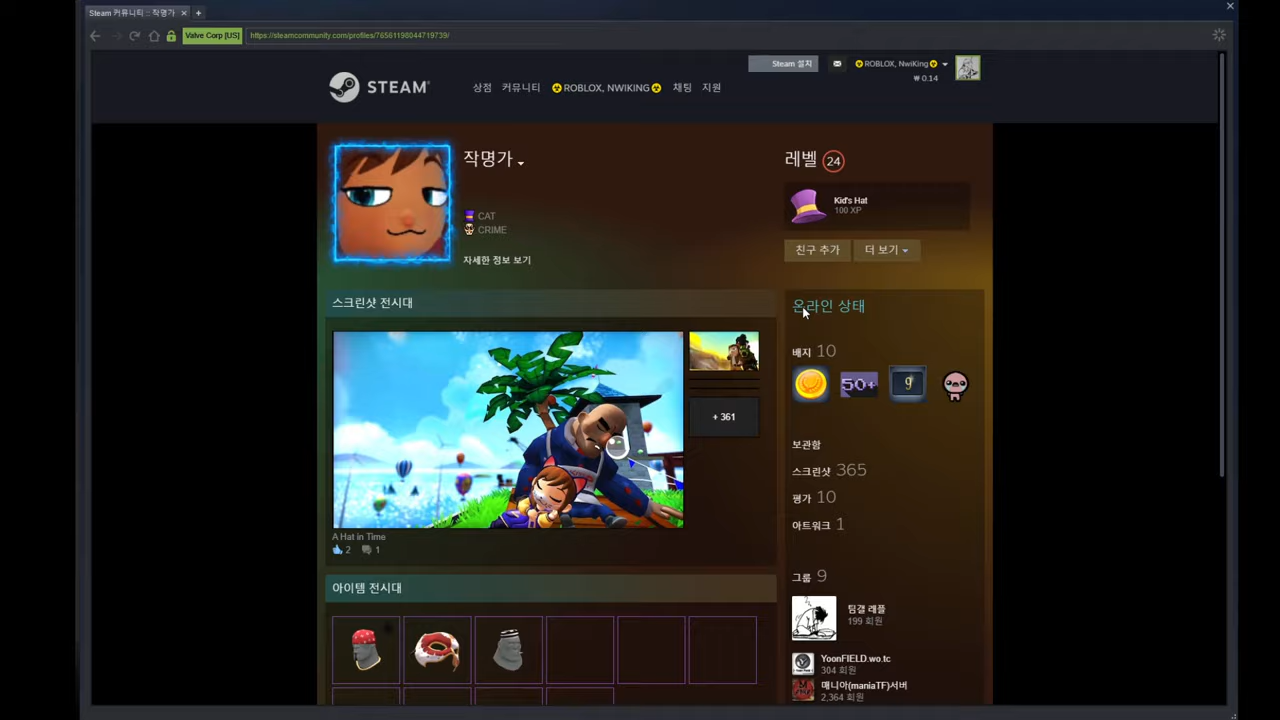 Steam 커뮤니티 :: 작명가
Valve Corp [US]
https://steamcommunity.com/profiles/76561198044719739/
Steam 설치
ROBLOX, NwiKing
₩ 0.14
STEAM
상점 커뮤니티 ROBLOX, NWIKING 채팅 지원
작명가
레벨 24
Kid's Hat
100 XP
CAT
CRIME
자세한 정보 보기
친구 추가 더 보기
스크린샷 전시대
온라인 상태
배지 10
50+
9
+ 361
보관함
스크린샷 365
평가 10
아트워크 1
A Hat in Time
2 1
그룹 9
아이템 전시대
팀결 래플
199 회원
YoonFIELD.wo.tc
304 회원
매니아(maniaTF)서버
2,364 회원